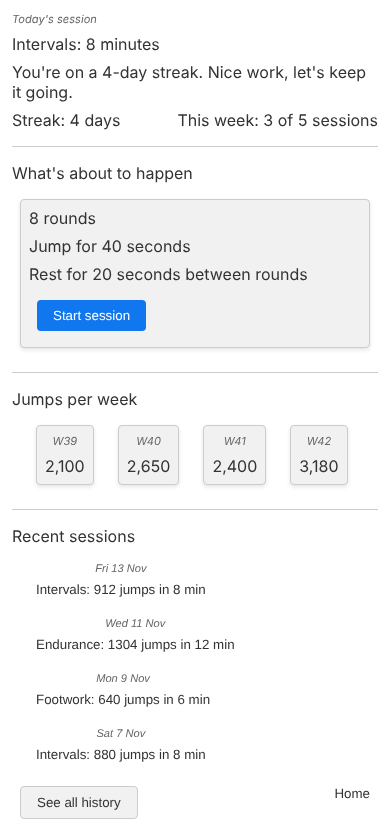 Today's session
Intervals: 8 minutes
You're on a 4-day streak. Nice work, let's keep
it going.
Streak: 4 days
This week: 3 of 5 sessions
What's about to happen
8 rounds
Jump for 40 seconds
Rest for 20 seconds between rounds
Start session
Jumps per week
W39
2,100
W40
2,650
W41
2,400
W42
3,180
Recent sessions
Fri 13 Nov
Intervals: 912 jumps in 8 min
Wed 11 Nov
Endurance: 1304 jumps in 12 min
Mon 9 Nov
Footwork: 640 jumps in 6 min
Sat 7 Nov
Intervals: 880 jumps in 8 min
See all history
Home